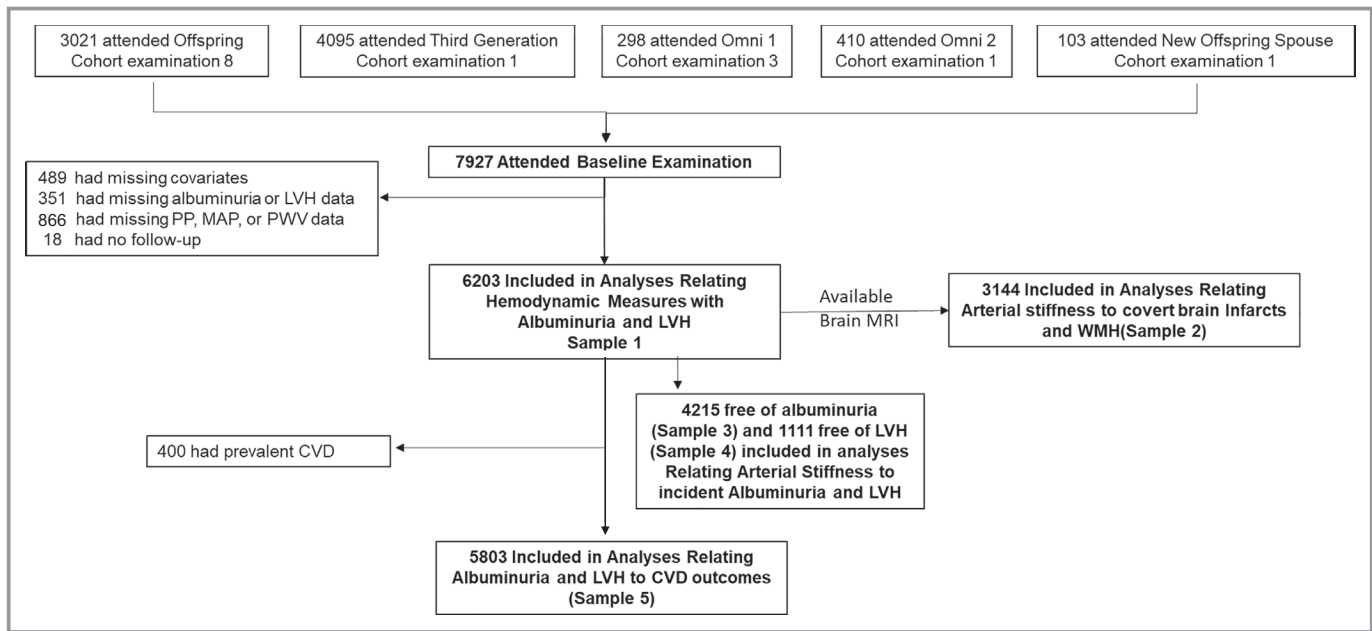 3021 attended Offspring
Cohort examination 8
4095 attended Third Generation
Cohort examination 1
298 attended Omni 1
Cohort examination 3
410 attended Omni 2
Cohort examination 1
103 attended New Offspring Spouse
Cohort examination 1
7927 Attended Baseline Examination
489 had missing covariates
351 had missing albuminuria or LVH data
866 had missing PP, MAP, or PWV data
18 had no follow-up
6203 Included in Analyses Relating
Hemodynamic Measures with
Albuminuria and LVH
Sample 1
Available
Brain MRI
3144 Included in Analyses Relating
Arterial stiffness to covert brain Infarcts
and WMH(Sample 2)
4215 free of albuminuria
(Sample 3) and 1111 free of LVH
(Sample 4) included in analyses
Relating Arterial Stiffness to
incident Albuminuria and LVH
400 had prevalent CVD
5803 Included in Analyses Relating
Albuminuria and LVH to CVD outcomes
(Sample 5)